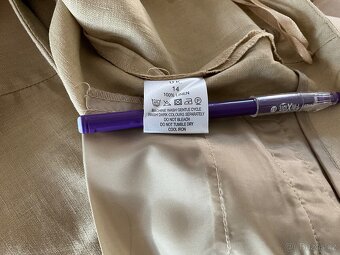 UK
14
100% LINEN
MACHINE WASH GENTLE CYCLE
WASH DARK COLOURS SEPARATELY
DO NOT BLEACH
DO NOT TUMBLE DRY
COOL IRON